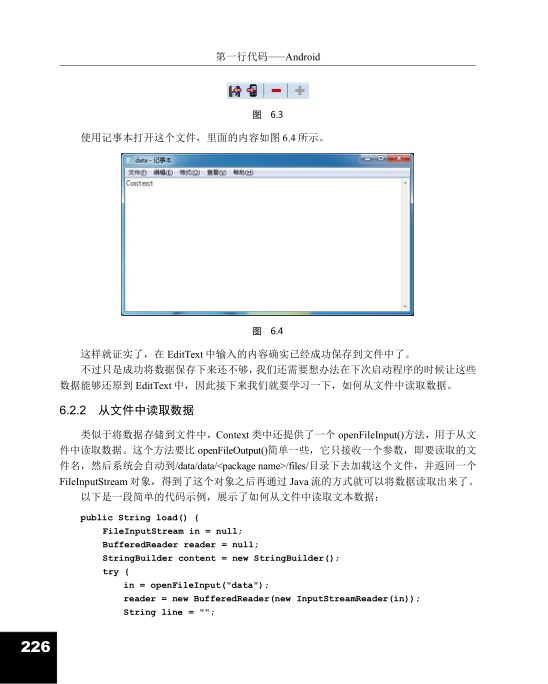 第一行代码——Android
图 6.3
使用记事本打开这个文件，里面的内容如图 6.4 所示。
data - 记事本
文件(F) 编辑(E) 格式(O) 查看(V) 帮助(H)
Content
图 6.4
这样就证实了，在 EditText 中输入的内容确实已经成功保存到文件中了。
不过只是成功将数据保存下来还不够，我们还需要想办法在下次启动程序的时候让这些
数据能够还原到 EditText 中，因此接下来我们就要学习一下，如何从文件中读取数据。
6.2.2 从文件中读取数据
类似于将数据存储到文件中，Context 类中还提供了一个 openFileInput()方法，用于从文
件中读取数据。这个方法要比 openFileOutput()简单一些，它只接收一个参数，即要读取的文
件名，然后系统会自动到/data/data/<package name>/files/目录下去加载这个文件，并返回一个
FileInputStream 对象，得到了这个对象之后再通过 Java 流的方式就可以将数据读取出来了。
以下是一段简单的代码示例，展示了如何从文件中读取文本数据：
public String load() {
FileInputStream in = null;
BufferedReader reader = null;
StringBuilder content = new StringBuilder();
try {
in = openFileInput("data");
reader = new BufferedReader(new InputStreamReader(in));
String line = "";
226